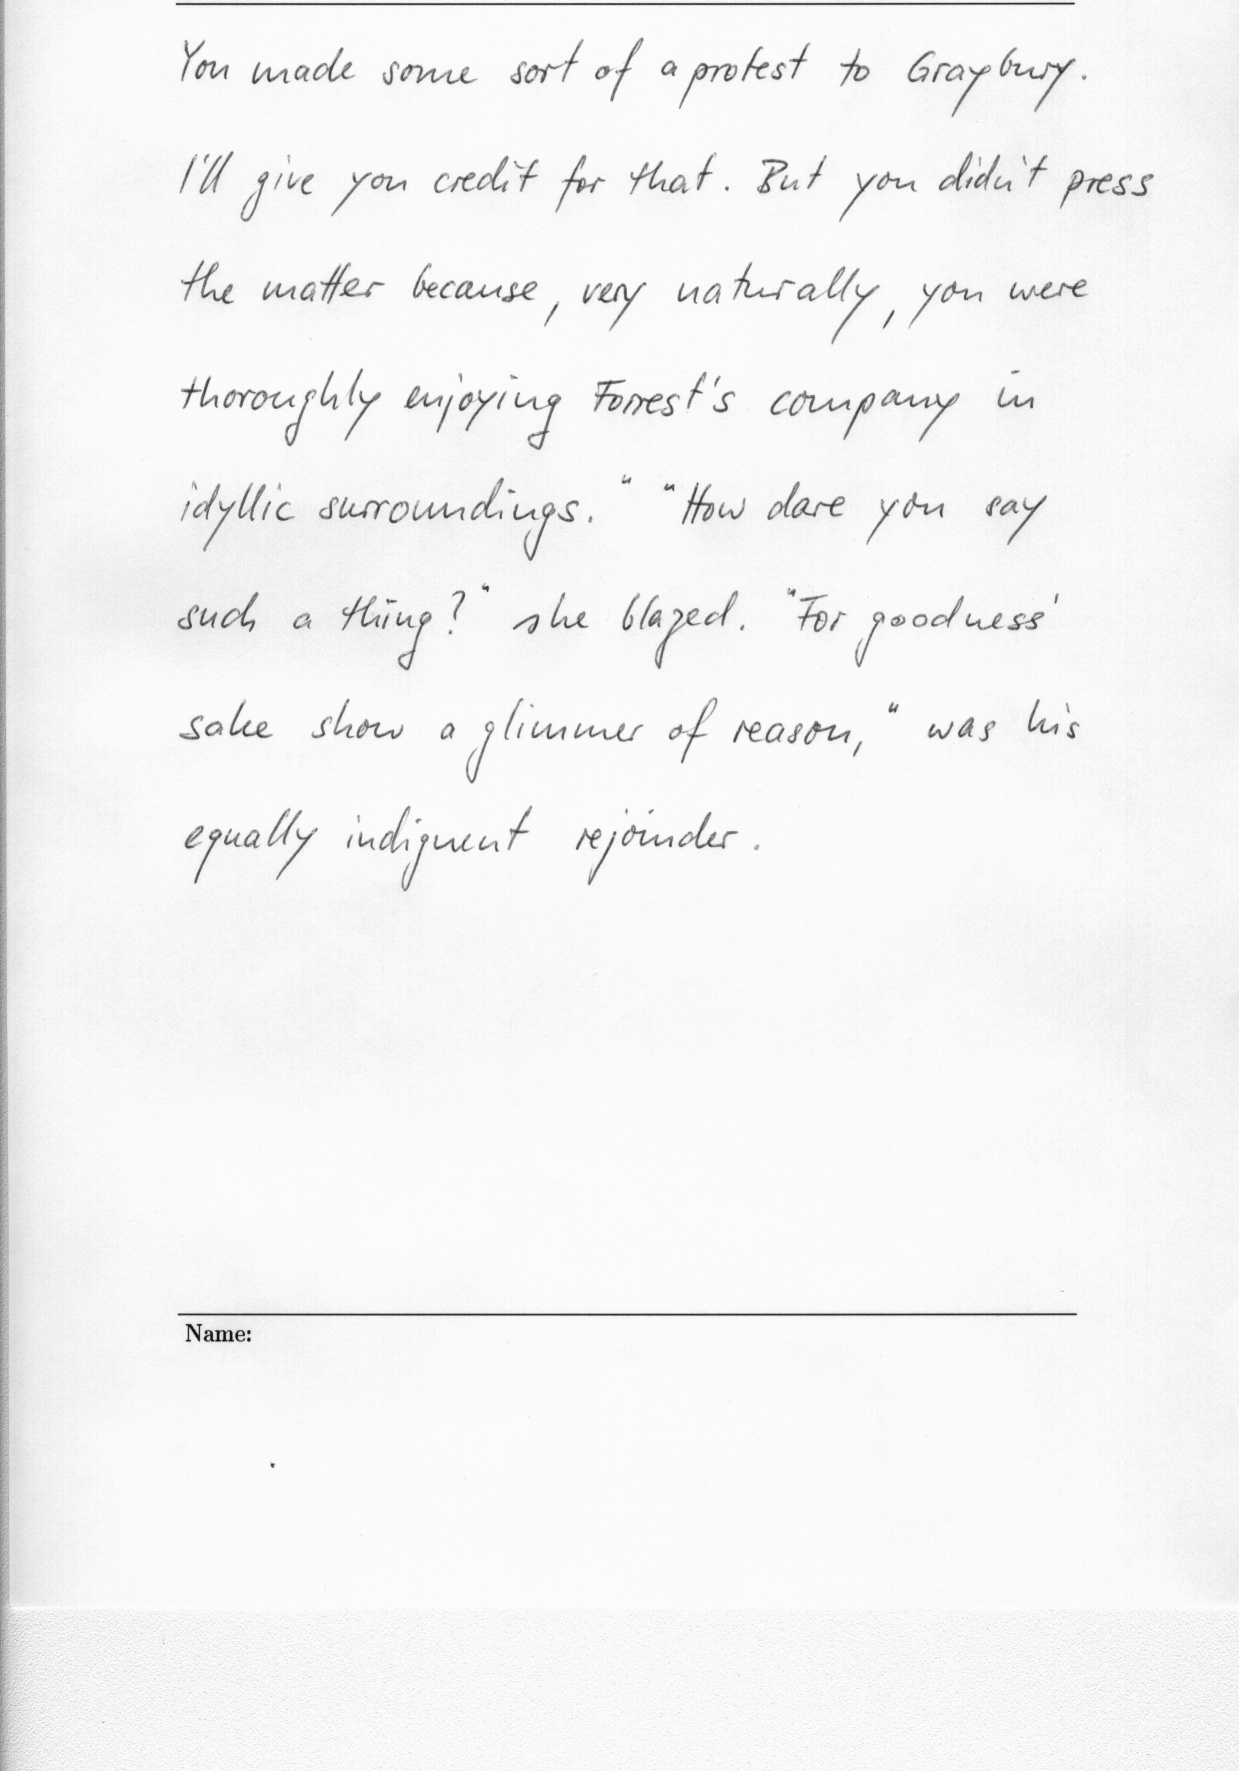 You made some sort of a protest to Graybury.
I'll give you credit for that. But you didn't press
the matter because, very naturally, you were
thoroughly enjoying Forrest's company in
idyllic surroundings." "How dare you say
such a thing?" she blazed. "For goodness'
sake show a glimmer of reason," was his
equally indignent rejoinder.
Name: